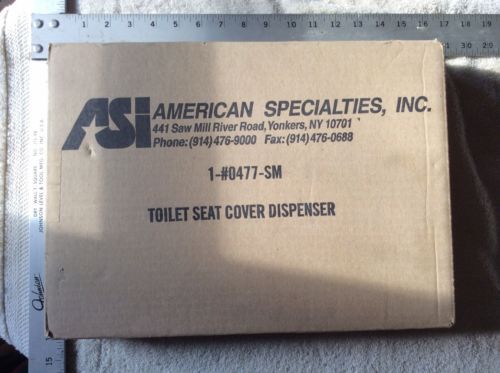 ASI
AMERICAN SPECIALTIES, INC.
441 Saw Mill River Road, Yonkers, NY 10701
Phone: (914) 476-9000 Fax: (914) 476-0688
1-#0477-SM
TOILET SEAT COVER DISPENSER
15